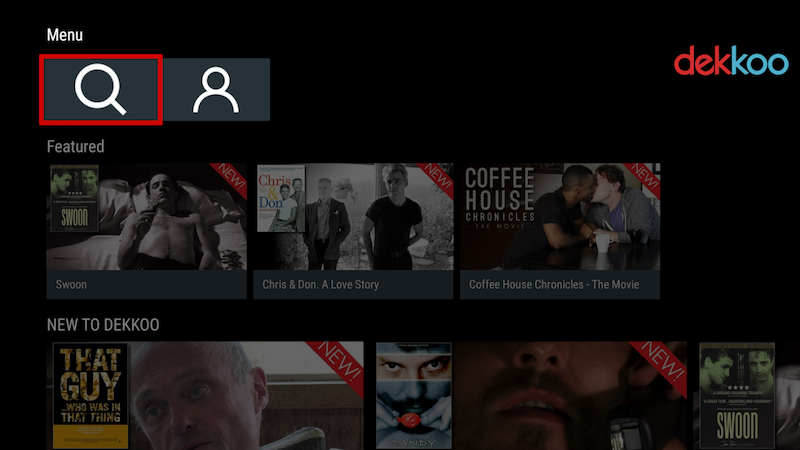 Menu
dekkoo
Featured
SWOON
NEW!
Chris
& Don
NEW!
COFFEE
HOUSE
CHRONICLES
THE MOVIE
NEW!
Swoon
Chris & Don. A Love Story
Coffee House Chronicles - The Movie
NEW TO DEKKOO
THAT
GUY
...WHO WAS IN
THAT THING
NEW!
CANDY
NEW!
SWOON